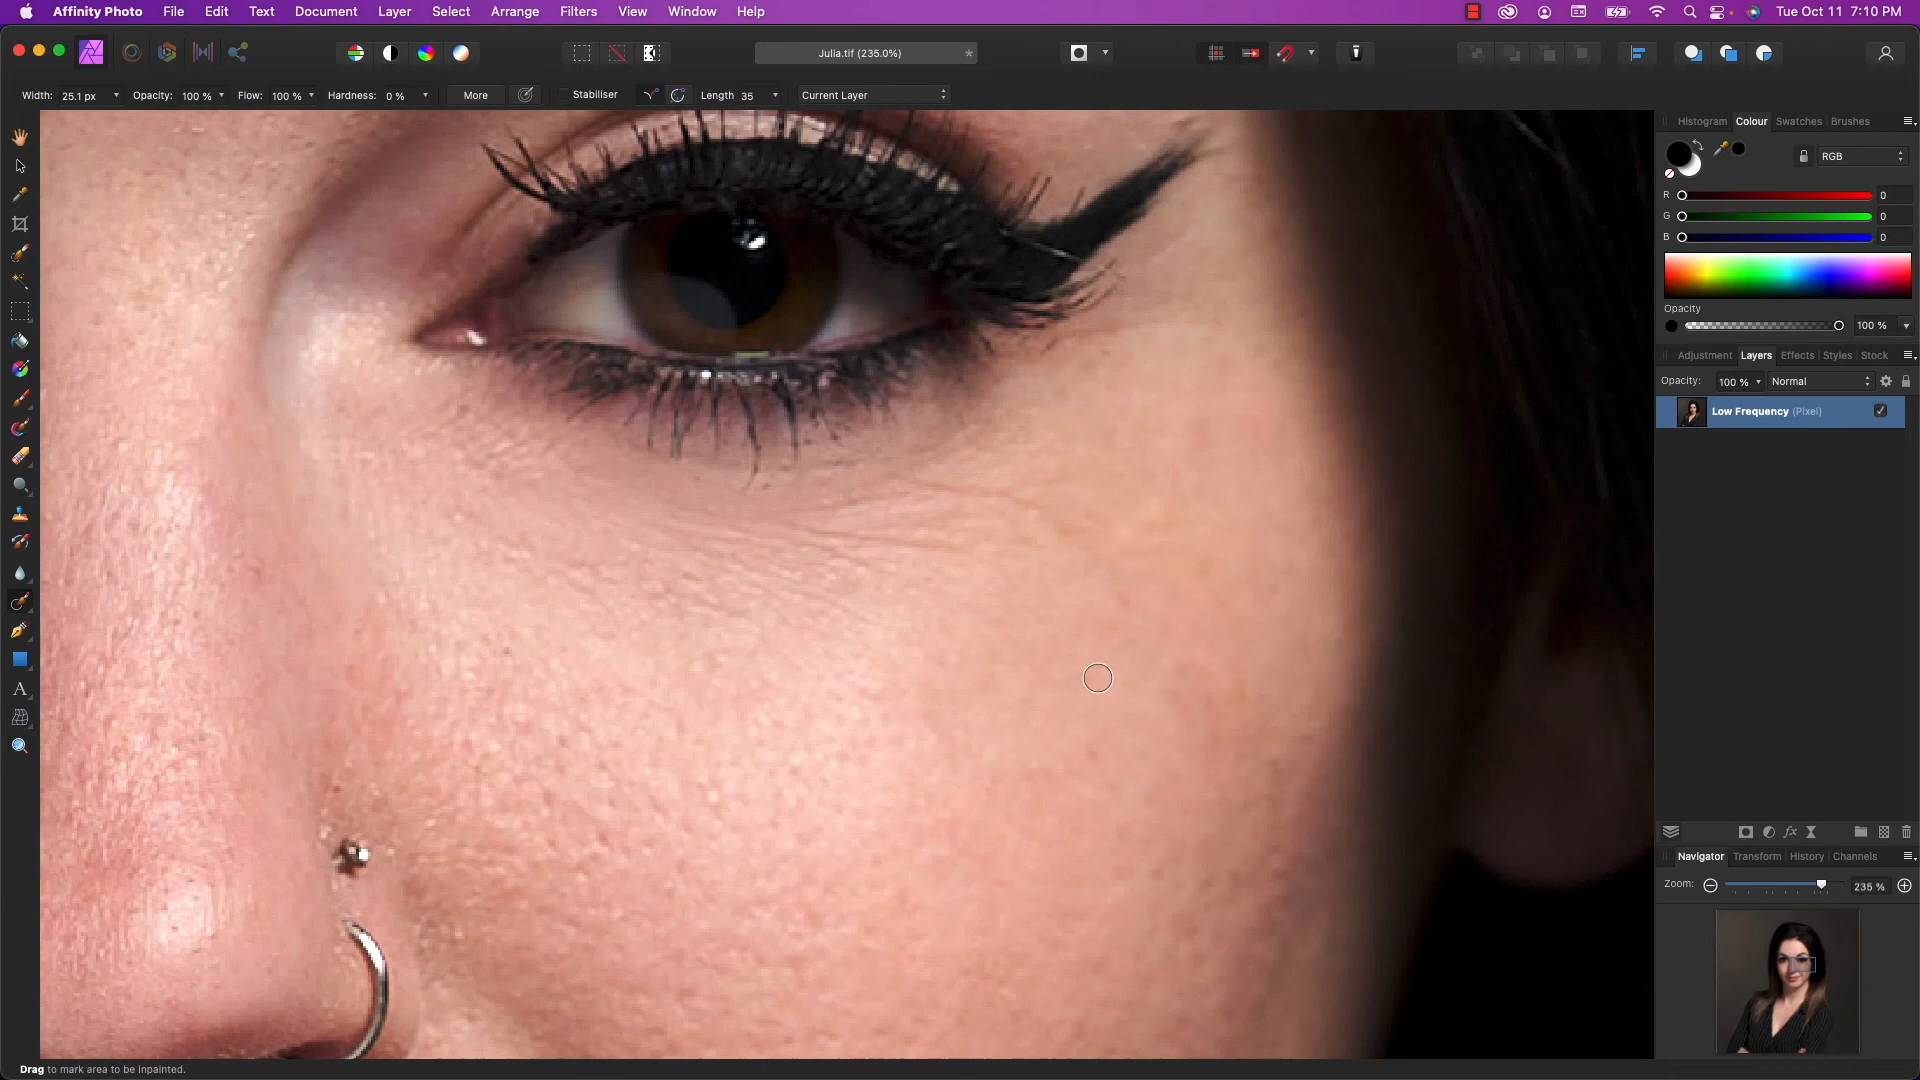 Affinity Photo File Edit Text Document Layer Select Arrange Filters View Window Help Tue Oct 11 7:10 PM
Julia.tif (235.0%)
Width: 25.1 px Opacity: 100 % Flow: 100 % Hardness: 0 % More Stabiliser Length 35 Current Layer
Histogram Colour Swatches Brushes
RGB
R 0
G 0
B 0
Opacity
100 %
Adjustment Layers Effects Styles Stock
Opacity: 100 % Normal
Low Frequency (Pixel)
Navigator Transform History Channels
Zoom: 235 %
Drag to mark area to be inpainted.